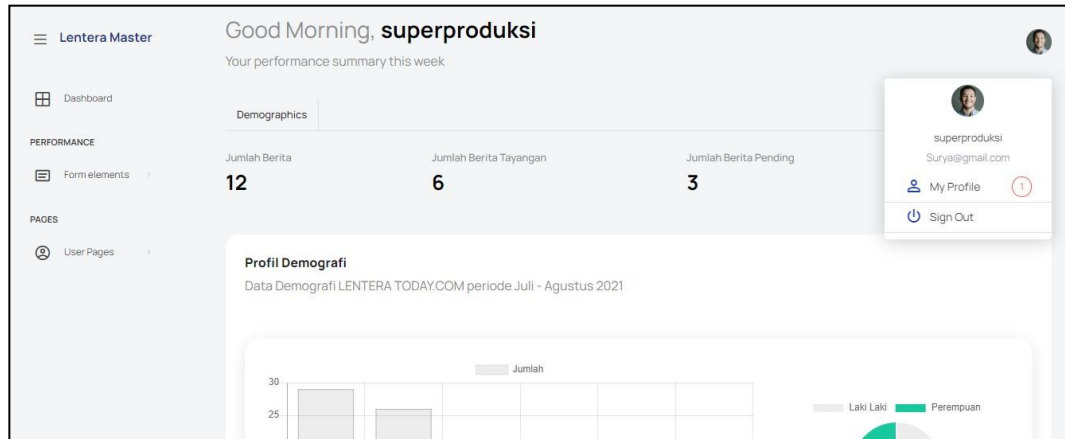 Lentera Master
Dashboard
PERFORMANCE
Form elements
PAGES
User Pages
Good Morning, superproduksi
Your performance summary this week
Demographics
Jumlah Berita
12
Jumlah Berita Tayangan
6
Jumlah Berita Pending
3
superproduksi
Surya@gmail.com
My Profile 1
Sign Out
Profil Demografi
Data Demografi LENTERA TODAY.COM periode Juli - Agustus 2021
Jumlah
30
25
Laki Laki Perempuan